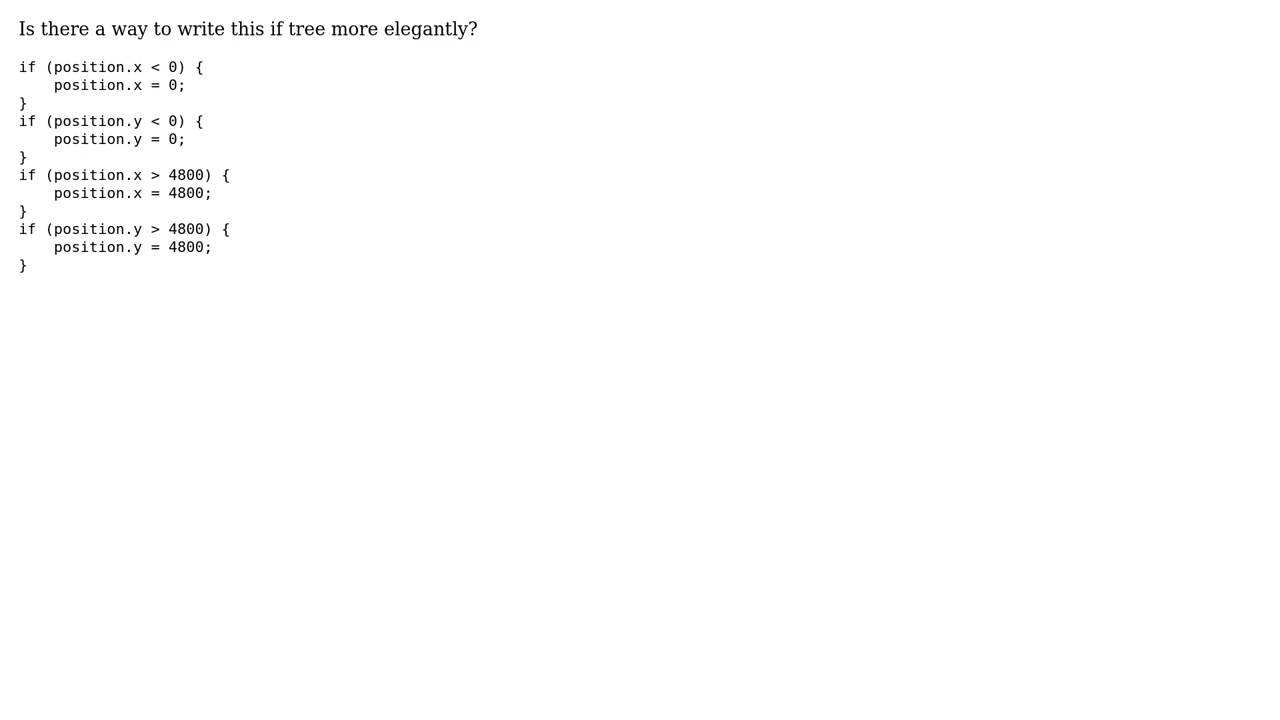 Is there a way to write this if tree more elegantly?
if (position.x < 0) {
    position.x = 0;
}
if (position.y < 0) {
    position.y = 0;
}
if (position.x > 4800) {
    position.x = 4800;
}
if (position.y > 4800) {
    position.y = 4800;
}